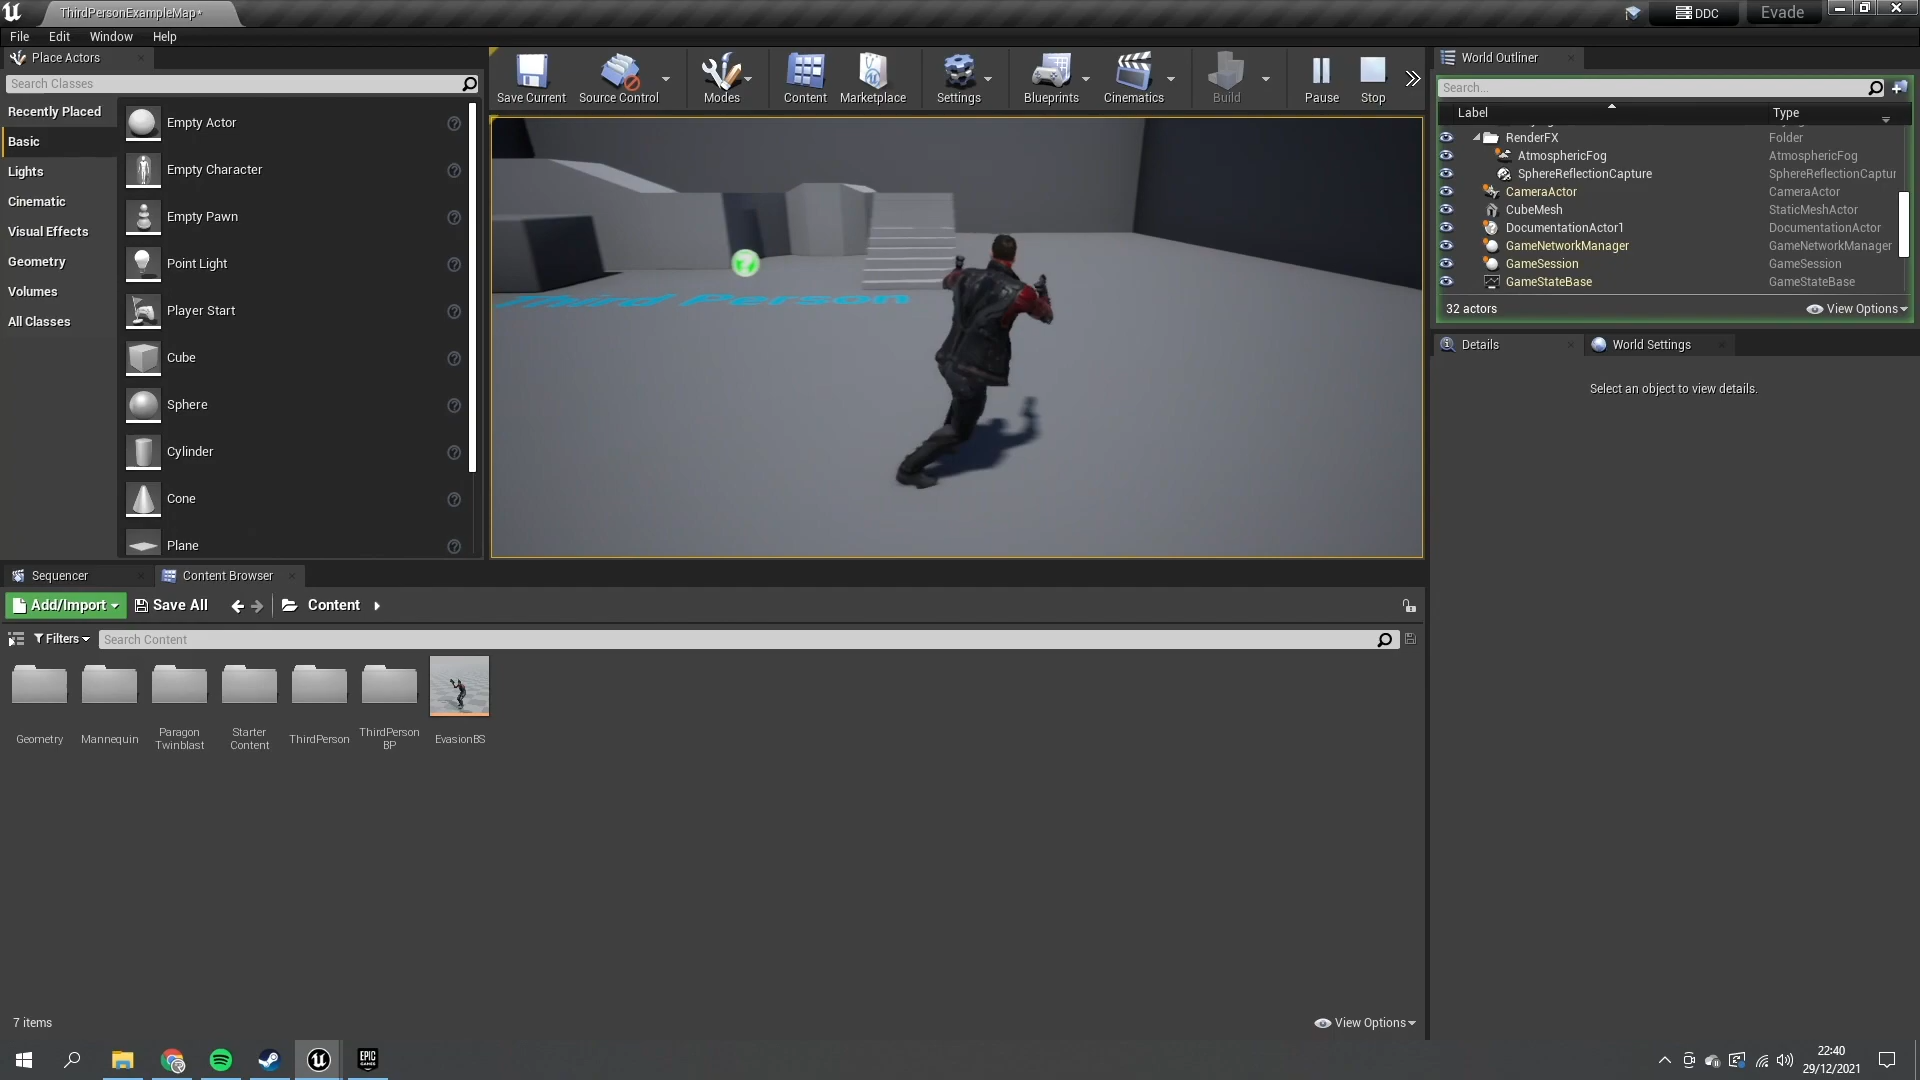 ThirdPersonExampleMap*
DDC
Evade
File Edit Window Help
Place Actors
Search Classes
Recently Placed
Basic
Lights
Cinematic
Visual Effects
Geometry
Volumes
All Classes
Empty Actor
Empty Character
Empty Pawn
Point Light
Player Start
Cube
Sphere
Cylinder
Cone
Plane
Save Current
Source Control
Modes
Content
Marketplace
Settings
Blueprints
Cinematics
Build
Pause
Stop
Third Person
World Outliner
Search...
Label Type
RenderFX Folder
AtmosphericFog AtmosphericFog
SphereReflectionCapture SphereReflectionCaptur
CameraActor CameraActor
CubeMesh StaticMeshActor
DocumentationActor1 DocumentationActor
GameNetworkManager GameNetworkManager
GameSession GameSession
GameStateBase GameStateBase
32 actors View Options
Details World Settings
Select an object to view details.
Sequencer Content Browser
Add/Import Save All Content
Filters Search Content
Geometry
Mannequin
Paragon
Twinblast
Starter
Content
ThirdPerson
ThirdPerson
BP
EvasionBS
7 items View Options
EPIC
GAMES
22:40
29/12/2021